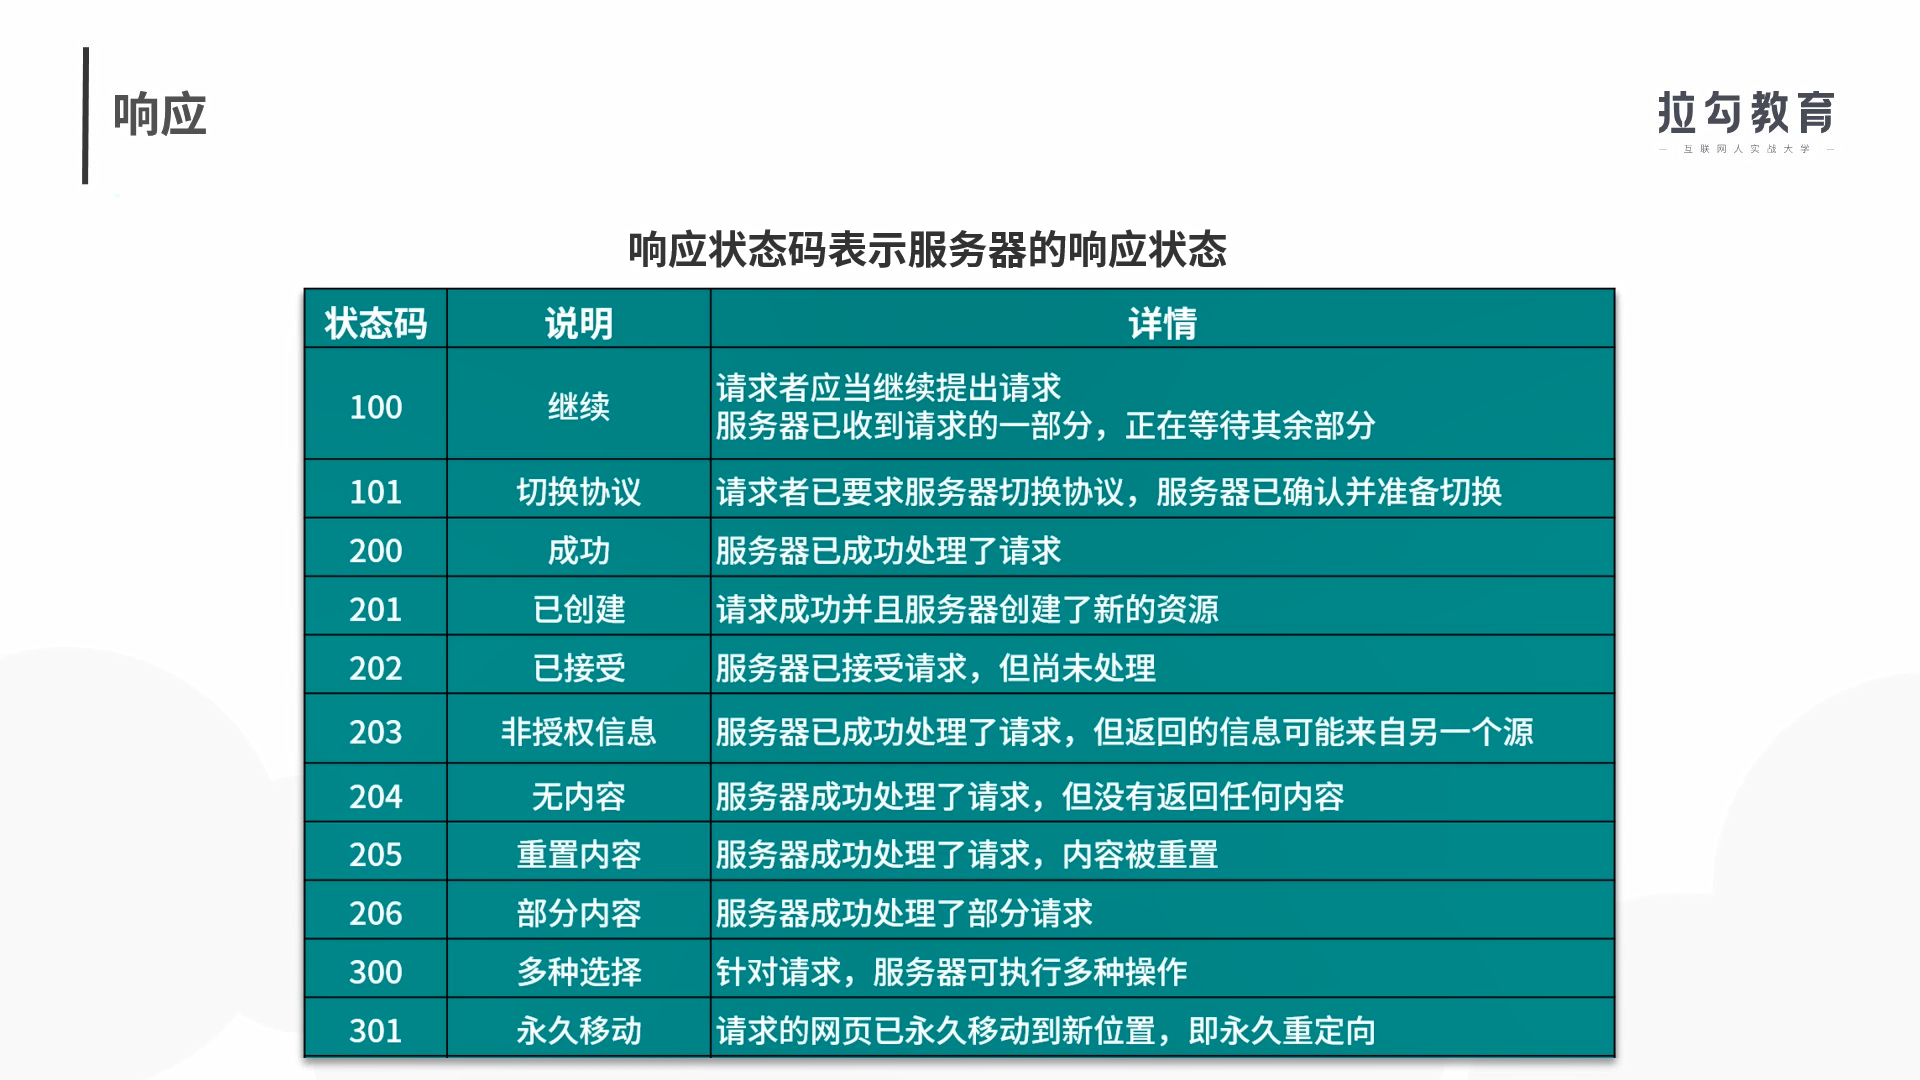 响应
拉勾教育
— 互联网人实战大学 —
响应状态码表示服务器的响应状态
状态码 说明 详情
100 继续 请求者应当继续提出请求
服务器已收到请求的一部分，正在等待其余部分
101 切换协议 请求者已要求服务器切换协议，服务器已确认并准备切换
200 成功 服务器已成功处理了请求
201 已创建 请求成功并且服务器创建了新的资源
202 已接受 服务器已接受请求，但尚未处理
203 非授权信息 服务器已成功处理了请求，但返回的信息可能来自另一个源
204 无内容 服务器成功处理了请求，但没有返回任何内容
205 重置内容 服务器成功处理了请求，内容被重置
206 部分内容 服务器成功处理了部分请求
300 多种选择 针对请求，服务器可执行多种操作
301 永久移动 请求的网页已永久移动到新位置，即永久重定向